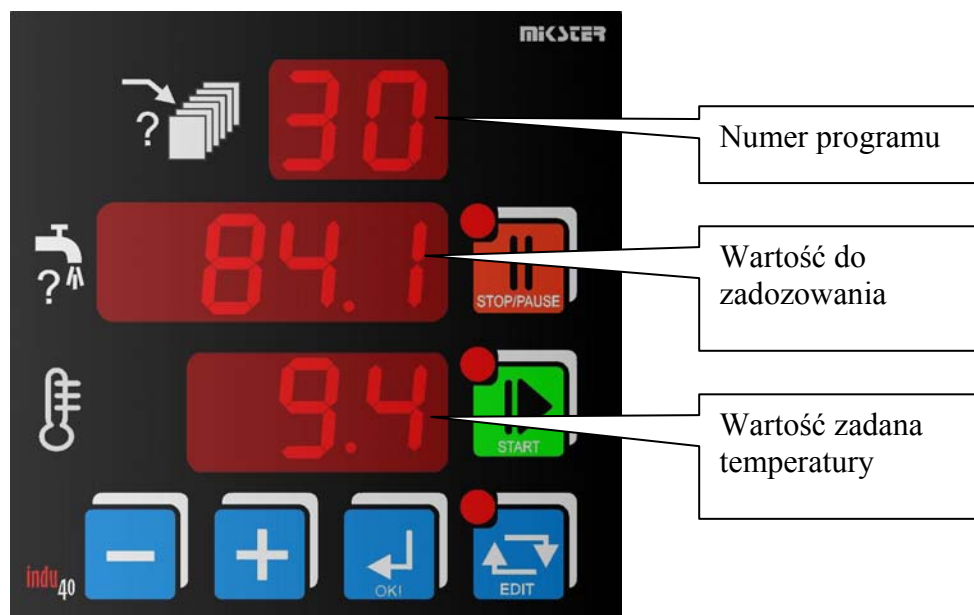 mikster
?
30
Numer programu
?
84.1
STOP/PAUSE
Wartość do
zadozowania
9.4
START
Wartość zadana
temperatury
indu40
OK!
EDIT